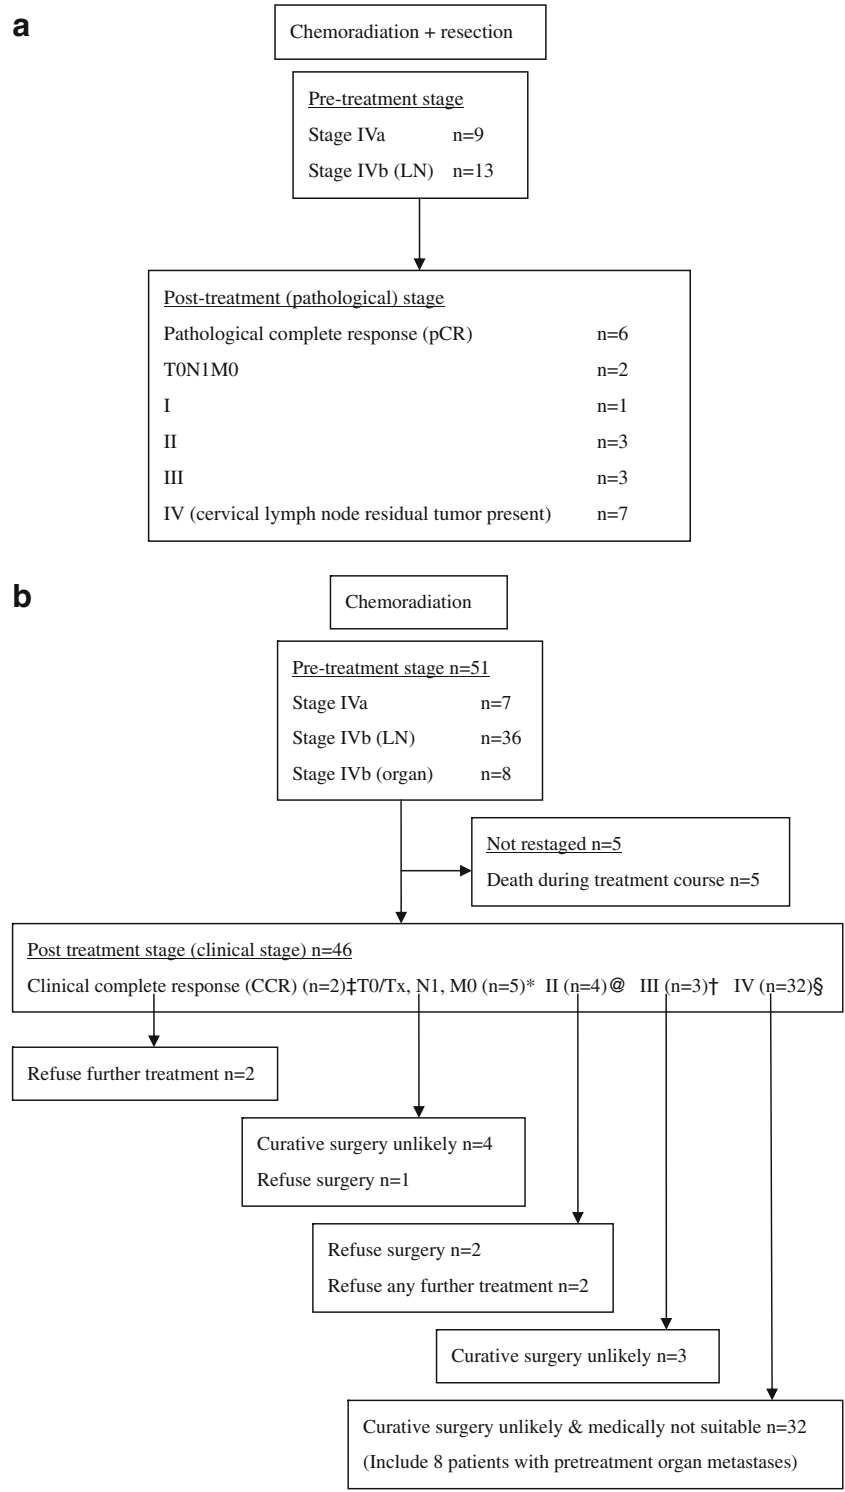 a
Chemoradiation + resection
Pre-treatment stage
Stage IVa n=9
Stage IVb (LN) n=13
Post-treatment (pathological) stage
Pathological complete response (pCR) n=6
T0N1M0 n=2
I n=1
II n=3
III n=3
IV (cervical lymph node residual tumor present) n=7
b
Chemoradiation
Pre-treatment stage n=51
Stage IVa n=7
Stage IVb (LN) n=36
Stage IVb (organ) n=8
Not restaged n=5
Death during treatment course n=5
Post treatment stage (clinical stage) n=46
Clinical complete response (CCR) (n=2)‡T0/Tx, N1, M0 (n=5)* II (n=4)@ III (n=3)† IV (n=32)§
Refuse further treatment n=2
Curative surgery unlikely n=4
Refuse surgery n=1
Refuse surgery n=2
Refuse any further treatment n=2
Curative surgery unlikely n=3
Curative surgery unlikely & medically not suitable n=32
(Include 8 patients with pretreatment organ metastases)